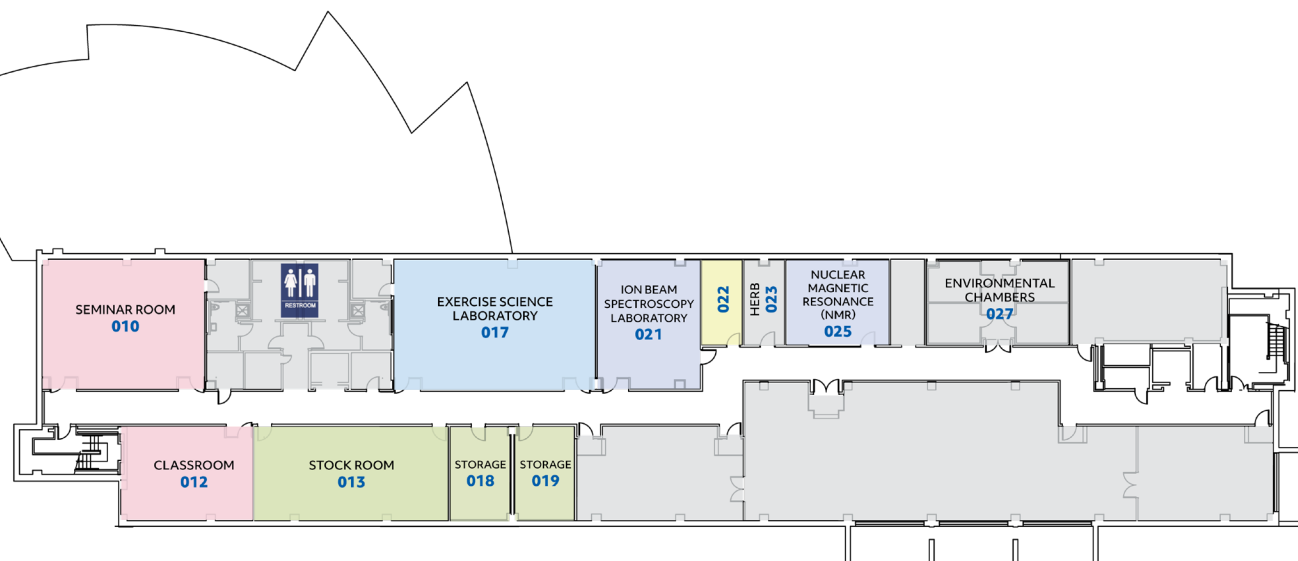 SEMINAR ROOM
010
RESTROOM
EXERCISE SCIENCE
LABORATORY
017
ION BEAM
SPECTROSCOPY
LABORATORY
021
022
HERB
023
NUCLEAR
MAGNETIC
RESONANCE
(NMR)
025
ENVIRONMENTAL
CHAMBERS
027
CLASSROOM
012
STOCK ROOM
013
STORAGE
018
STORAGE
019